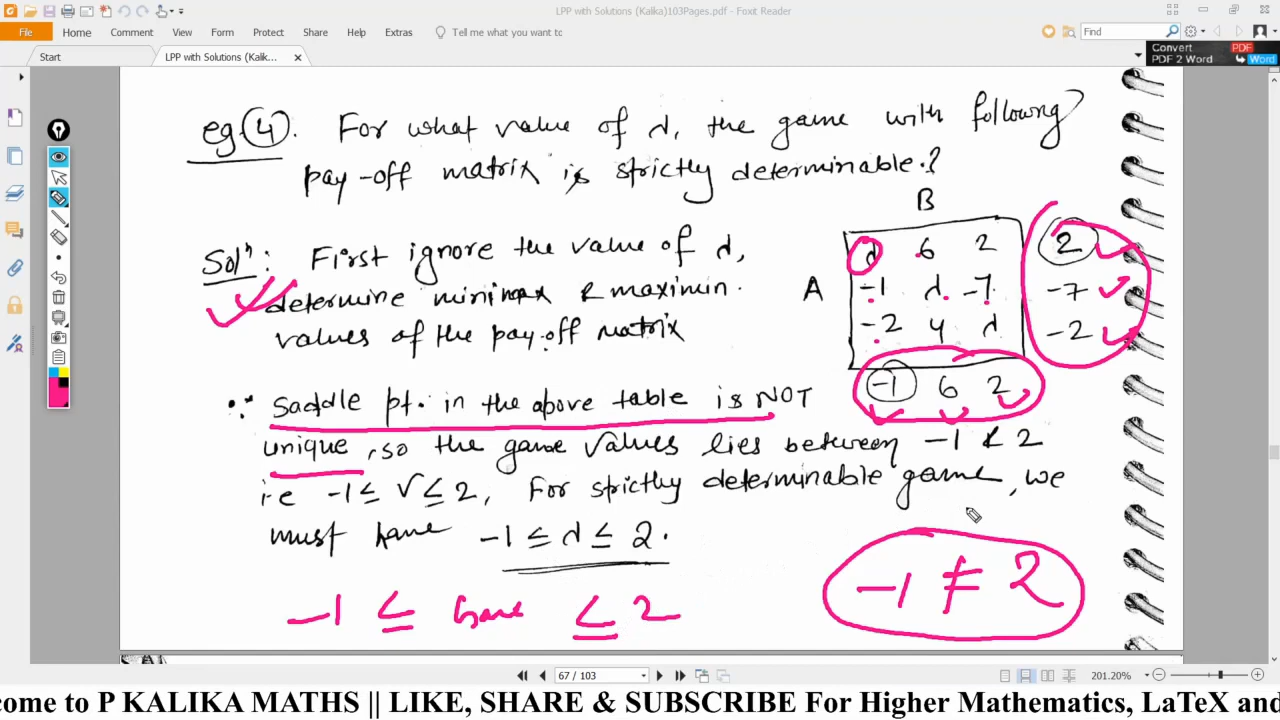 LPP with Solutions (Kalika)103Pages.pdf - Foxit Reader
File Home Comment View Form Protect Share Help Extras Tell me what you want to Find
Start LPP with Solutions (Kalik... Convert PDF
PDF 2 Word Word
eg. (4). For what value of λ, the game with following
pay-off matrix is strictly determinable.?
B
Solⁿ: First ignore the value of λ,
determine minimax & maximin
values of the pay-off matrix
A
λ 6 2 2
-1 λ -7 -7
-2 4 λ -2
-1 6 2
∵ Saddle pt. in the above table is NOT
unique, so the game values lies between -1 & 2
i.e -1 ≤ V ≤ 2, For strictly determinable game, we
must have -1 ≤ λ ≤ 2.
-1 ≠ 2
-1 ≤ ≤ 2
67 / 103 201.20%
come to P KALIKA MATHS || LIKE, SHARE & SUBSCRIBE For Higher Mathematics, LaTeX and